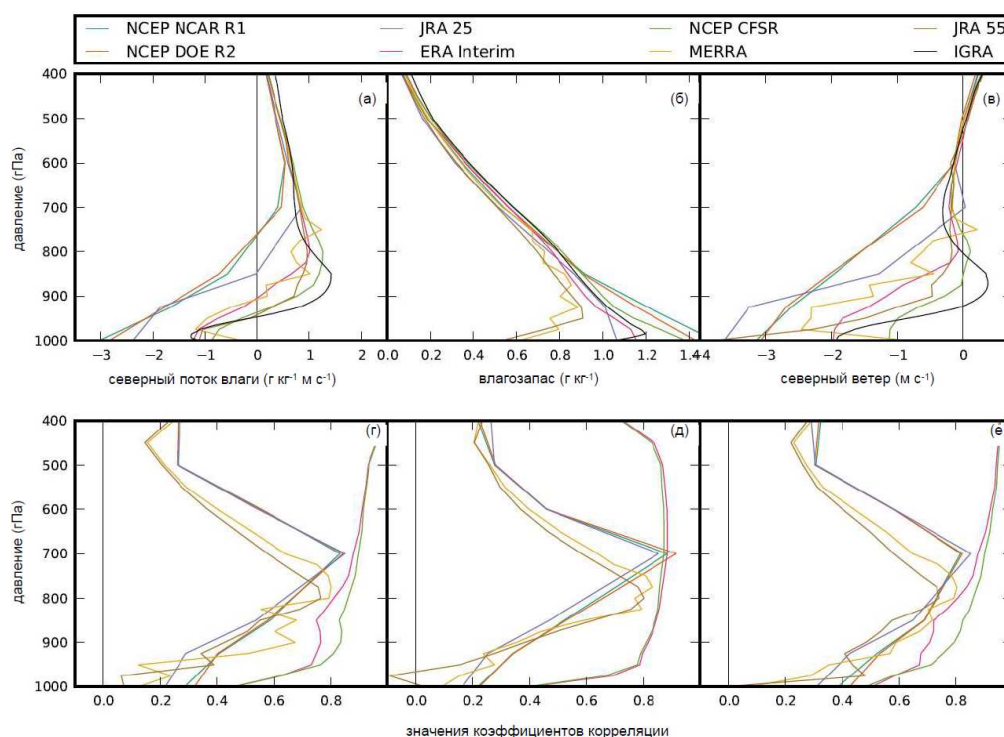 NCEP NCAR R1 JRA 25 NCEP CFSR JRA 55
NCEP DOE R2 ERA Interim MERRA IGRA
(а) (б) (в)
давление (гПа)
400
500
600
700
800
900
1000
−3 −2 −1 0 1 2
0.0 0.2 0.4 0.6 0.8 1.0 1.2 1.4
−4 −3 −2 −1 0
северный поток влаги (г кг⁻¹ м с⁻¹) влагозапас (г кг⁻¹) северный ветер (м с⁻¹)
(г) (д) (е)
давление (гПа)
400
500
600
700
800
900
1000
0.0 0.2 0.4 0.6 0.8
0.0 0.2 0.4 0.6 0.8
0.0 0.2 0.4 0.6 0.8
значения коэффициентов корреляции